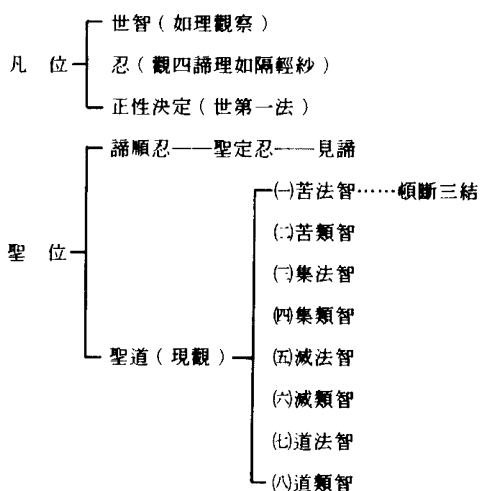 世智（如理觀察）
凡位 忍（觀四諦理如隔輕紗）
正性決定（世第一法）
諦順忍——聖定忍——見諦
㈠苦法智……頓斷三結
㈡苦類智
㈢集法智
聖位
㈣集類智
聖道（現觀） ㈤滅法智
㈥滅類智
㈦道法智
㈧道類智